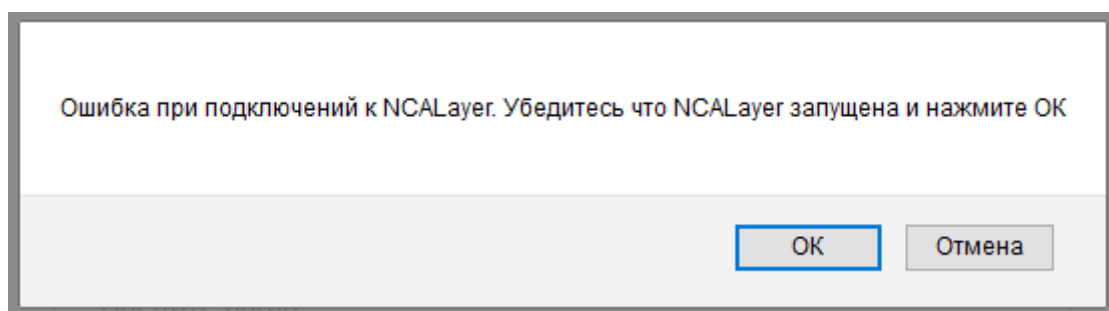 Ошибка при подключений к NCALayer. Убедитесь что NCALayer запущена и нажмите ОК
ОК
Отмена